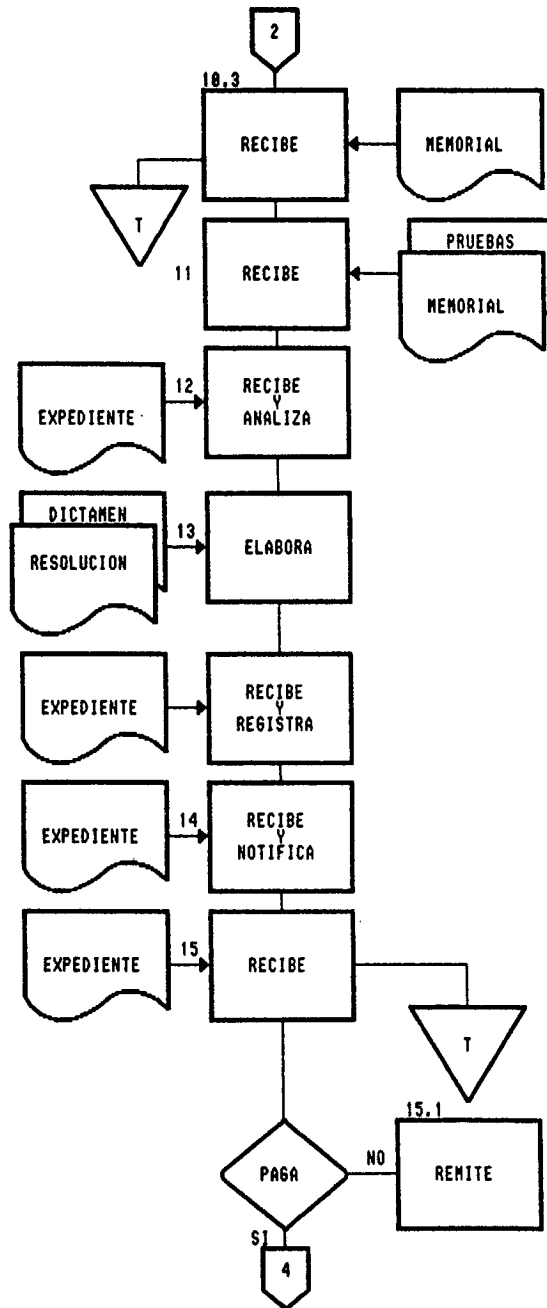 2
10.3
RECIBE
MEMORIAL
T
PRUEBAS
11
RECIBE
MEMORIAL
12
RECIBE
Y
ANALIZA
EXPEDIENTE
DICTAMEN
13
RESOLUCION
ELABORA
EXPEDIENTE
RECIBE
Y
REGISTRA
14
EXPEDIENTE
RECIBE
Y
NOTIFICA
15
EXPEDIENTE
RECIBE
T
15.1
PAGA
NO
REMITE
SI
4